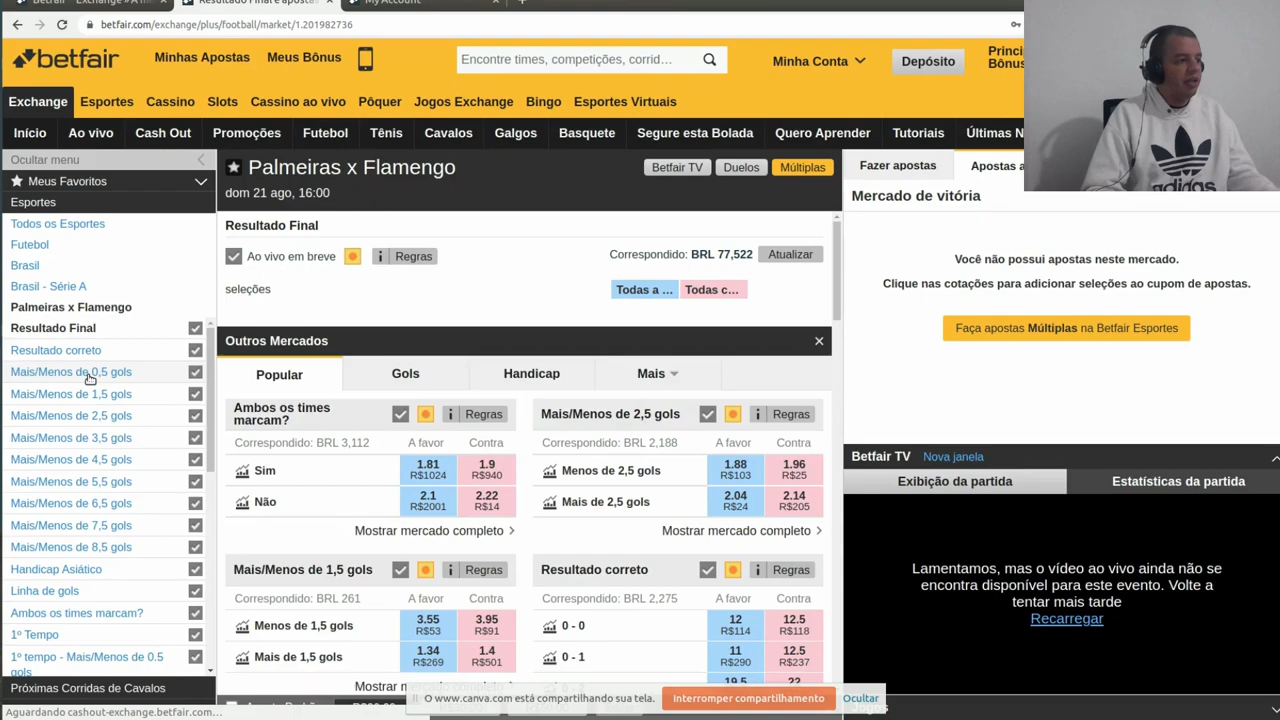 Betfair - Exchange » A m
Resultado Final e apostas
My Account
betfair.com/exchange/plus/football/market/1.201982736
betfair
Minhas Apostas
Meus Bônus
Encontre times, competições, corrid…
Minha Conta
Depósito
Princi
Bônus
Exchange
Esportes
Cassino
Slots
Cassino ao vivo
Pôquer
Jogos Exchange
Bingo
Esportes Virtuais
Início
Ao vivo
Cash Out
Promoções
Futebol
Tênis
Cavalos
Galgos
Basquete
Segure esta Bolada
Quero Aprender
Tutoriais
Últimas N
Ocultar menu
Meus Favoritos
Esportes
Todos os Esportes
Futebol
Brasil
Brasil - Série A
Palmeiras x Flamengo
Resultado Final
Resultado correto
Mais/Menos de 0,5 gols
Mais/Menos de 1,5 gols
Mais/Menos de 2,5 gols
Mais/Menos de 3,5 gols
Mais/Menos de 4,5 gols
Mais/Menos de 5,5 gols
Mais/Menos de 6,5 gols
Mais/Menos de 7,5 gols
Mais/Menos de 8,5 gols
Handicap Asiático
Linha de gols
Ambos os times marcam?
1º Tempo
1º tempo - Mais/Menos de 0.5
gols
Próximas Corridas de Cavalos
Aguardando cashout-exchange.betfair.com...
Palmeiras x Flamengo
dom 21 ago, 16:00
Betfair TV
Duelos
Múltiplas
Resultado Final
Ao vivo em breve
i Regras
Correspondido: BRL 77,522
Atualizar
seleções
Todas a ...
Todas c...
Outros Mercados
Popular
Gols
Handicap
Mais
Ambos os times
marcam?
i Regras
Correspondido: BRL 3,112
A favor
Contra
Sim
1.81
R$1024
1.9
R$940
Não
2.1
R$2001
2.22
R$14
Mostrar mercado completo
Mais/Menos de 2,5 gols
i Regras
Correspondido: BRL 2,188
A favor
Contra
Menos de 2,5 gols
1.88
R$103
1.96
R$25
Mais de 2,5 gols
2.04
R$24
2.14
R$205
Mostrar mercado completo
Mais/Menos de 1,5 gols
i Regras
Correspondido: BRL 261
A favor
Contra
Menos de 1,5 gols
3.55
R$53
3.95
R$91
Mais de 1,5 gols
1.34
R$269
1.4
R$501
Resultado correto
i Regras
Correspondido: BRL 2,275
A favor
Contra
0 - 0
12
R$114
12.5
R$118
0 - 1
11
R$290
12.5
R$237
19.5
22
O www.canva.com está compartilhando sua tela.
Interromper compartilhamento
Ocultar
Fazer apostas
Apostas a
Mercado de vitória
Você não possui apostas neste mercado.
Clique nas cotações para adicionar seleções ao cupom de apostas.
Faça apostas Múltiplas na Betfair Esportes
Betfair TV
Nova janela
Exibição da partida
Estatísticas da partida
Lamentamos, mas o vídeo ao vivo ainda não se
encontra disponível para este evento. Volte a
tentar mais tarde
Recarregar
adidas